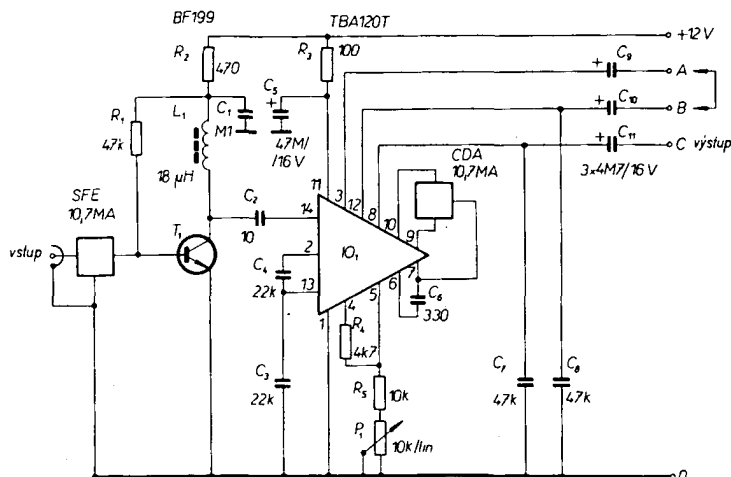 BF199
TBA120T
R2
470
R3
100
+12V
C9
A
C10
B
C11
C výstup
3×4M7/16V
L1
C1
M1
C5
47M/
/16V
R1
47k
18 µH
SFE
10,7MA
vstup
T1
C2
10
C4
22k
C3
22k
IO1
11
3
12
8
10
9
7
6
5
4
1
13
2
14
CDA
10,7MA
C6
330
R4
4k7
R5
10k
P1
10k/lin
C7
47k
C8
47k
0